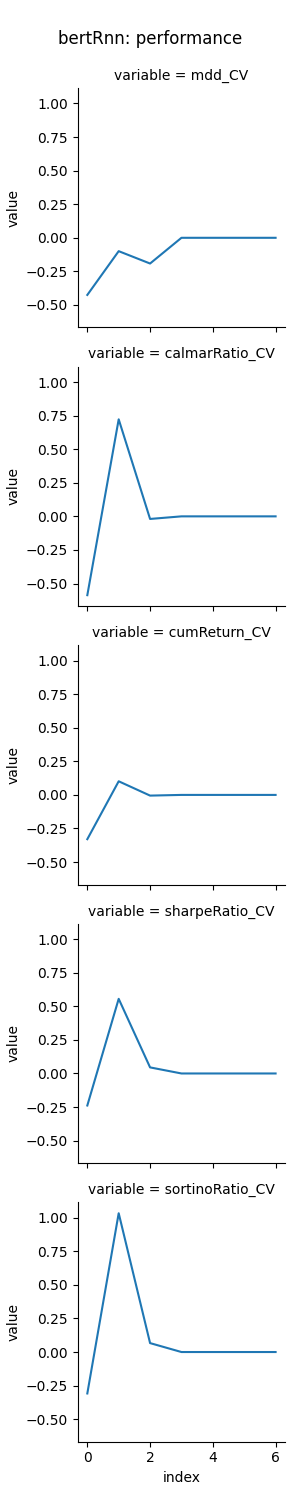 bertRnn: performance
variable = mdd_CV
1.00
0.75
0.50
0.25
0.00
−0.25
−0.50
value
variable = calmarRatio_CV
1.00
0.75
0.50
0.25
0.00
−0.25
−0.50
value
variable = cumReturn_CV
1.00
0.75
0.50
0.25
0.00
−0.25
−0.50
value
variable = sharpeRatio_CV
1.00
0.75
0.50
0.25
0.00
−0.25
−0.50
value
variable = sortinoRatio_CV
1.00
0.75
0.50
0.25
0.00
−0.25
−0.50
value
0 2 4 6
index